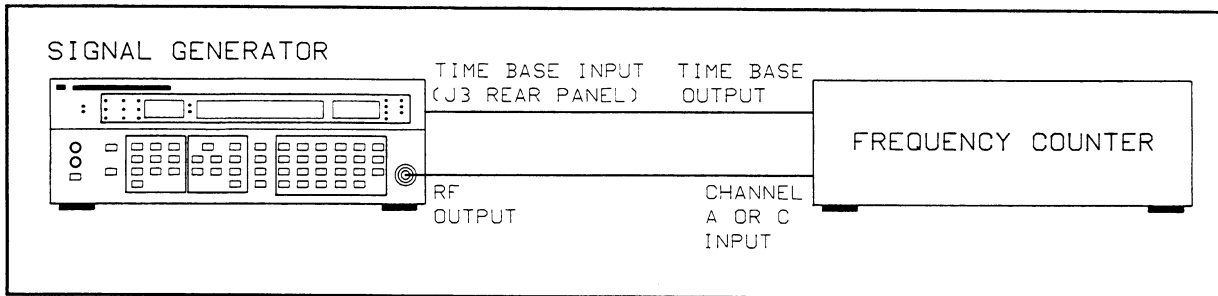 SIGNAL GENERATOR
TIME BASE INPUT
(J3 REAR PANEL)
TIME BASE
OUTPUT
FREQUENCY COUNTER
RF
OUTPUT
CHANNEL
A OR C
INPUT